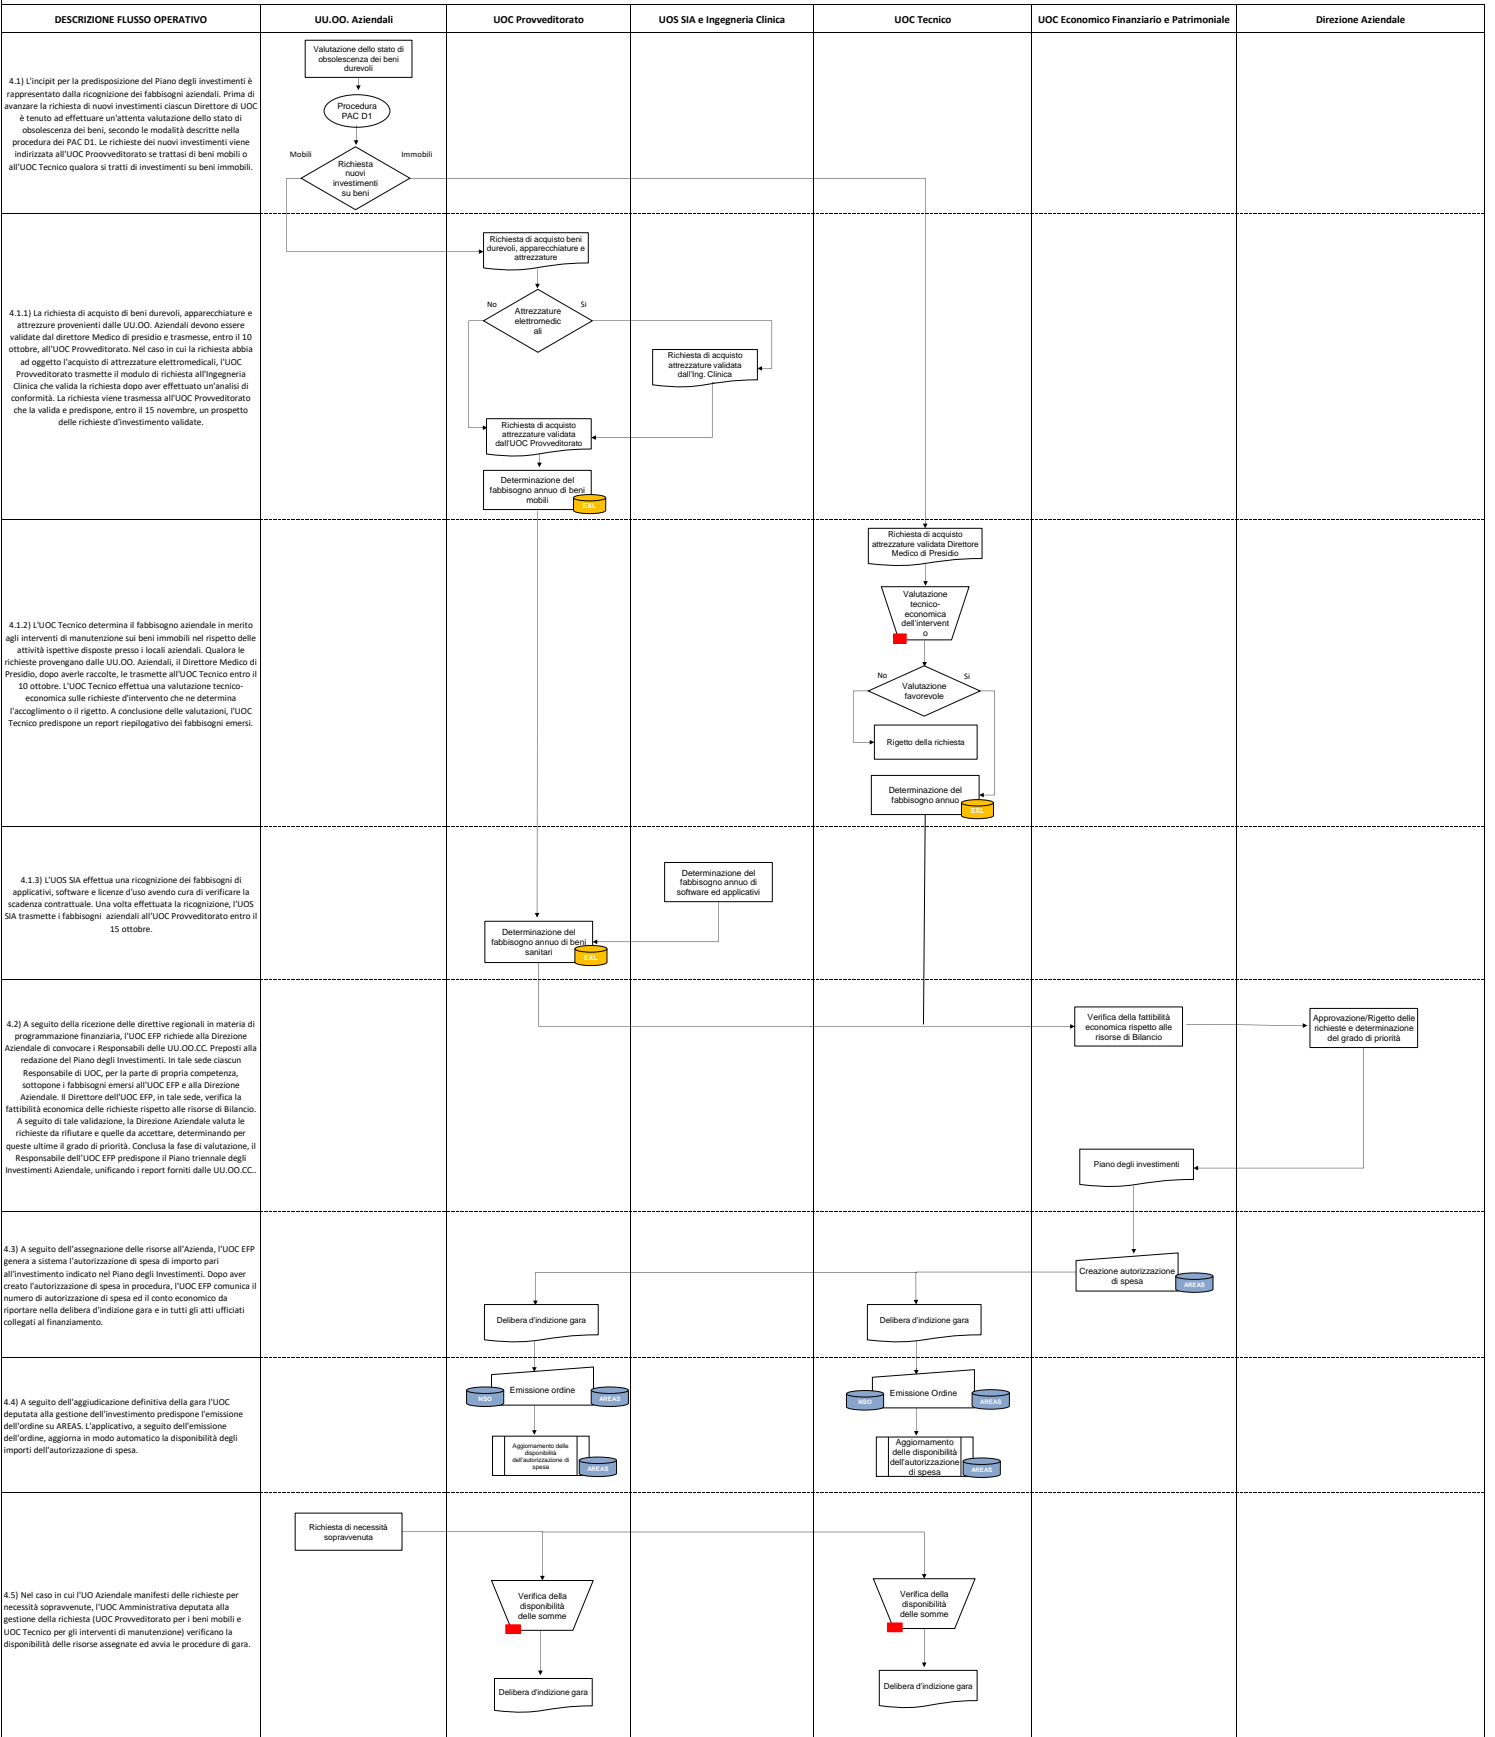 DESCRIZIONE FLUSSO OPERATIVO
UU.OO. Aziendali
UOC Provveditorato
UOS SIA e Ingegneria Clinica
UOC Tecnico
UOC Economico Finanziario e Patrimoniale
Direzione Aziendale
4.1) L'incipit per la predisposizione del Piano degli investimenti è
rappresentato dalla ricognizione dei fabbisogni aziendali. Prima di
avanzare la richiesta di nuovi investimenti ciascun Direttore di UOC
è tenuto ad effettuare un'attenta valutazione dello stato di
obsolescenza dei beni, secondo le modalità descritte nella
procedura dei PAC D1. Le richieste dei nuovi investimenti viene
indirizzata all'UOC Proovveditorato se trattasi di beni mobili o
all'UOC Tecnico qualora si tratti di investimenti su beni immobili.
Valutazione dello stato di
obsolescenza dei beni
durevoli
Procedura
PAC D1
Mobili
Immobili
Richiesta
nuovi
investimenti
su beni
4.1.1) La richiesta di acquisto di beni durevoli, apparecchiature e
attrezzure provenienti dalle UU.OO. Aziendali devono essere
validate dal direttore Medico di presidio e trasmesse, entro il 10
ottobre, all'UOC Provveditorato. Nel caso in cui la richiesta abbia
ad oggetto l'acquisto di attrezzature elettromedicali, l'UOC
Provveditorato trasmette il modulo di richiesta all'Ingegneria
Clinica che valida la richiesta dopo aver effettuato un'analisi di
conformità. La richiesta viene trasmessa all'UOC Provveditorato
che la valida e predispone, entro il 15 novembre, un prospetto
delle richieste d'investimento validate.
Richiesta di acquisto beni
durevoli, apparecchiature e
attrezzature
No
Si
Attrezzature
elettromedic
ali
Richiesta di acquisto
attrezzature validata
dall'Ing. Clinica
Richiesta di acquisto
attrezzature validata
dall'UOC Provveditorato
Determinazione del
fabbisogno annuo di beni
mobili
EXL
4.1.2) L'UOC Tecnico determina il fabbisogno aziendale in merito
agli interventi di manutenzione sui beni immobili nel rispetto delle
attività ispettive disposte presso i locali aziendali. Qualora le
richieste provengano dalle UU.OO. Aziendali, il Direttore Medico di
Presidio, dopo averle raccolte, le trasmette all'UOC Tecnico entro il
10 ottobre. L'UOC Tecnico effettua una valutazione tecnico-
economica sulle richieste d'intervento che ne determina
l'accoglimento o il rigetto. A conclusione delle valutazioni, l'UOC
Tecnico predispone un report riepilogativo dei fabbisogni emersi.
Richiesta di acquisto
attrezzature validata Direttore
Medico di Presidio
Valutazione
tecnico-
economica
dell'intervent
o
No
Si
Valutazione
favorevole
Rigetto della richiesta
Determinazione del
fabbisogno annuo
EXL
4.1.3) L'UOS SIA effettua una ricognizione dei fabbisogni di
applicativi, software e licenze d'uso avendo cura di verificare la
scadenza contrattuale. Una volta effettuata la ricognizione, l'UOS
SIA trasmette i fabbisogni aziendali all'UOC Provveditorato entro il
15 ottobre.
Determinazione del
fabbisogno annuo di
software ed applicativi
Determinazione del
fabbisogno annuo di beni
sanitari
EXL
4.2) A seguito della ricezione delle direttive regionali in materia di
programmazione finanziaria, l'UOC EFP richiede alla Direzione
Aziendale di convocare i Responsabili delle UU.OO.CC. Preposti alla
redazione del Piano degli Investimenti. In tale sede ciascun
Responsabile di UOC, per la parte di propria competenza,
sottopone i fabbisogni emersi all'UOC EFP e alla Direzione
Aziendale. Il Direttore dell'UOC EFP, in tale sede, verifica la
fattibilità economica delle richieste rispetto alle risorse di Bilancio.
A seguito di tale validazione, la Direzione Aziendale valuta le
richieste da rifiutare e quelle da accettare, determinando per
queste ultime il grado di priorità. Conclusa la fase di valutazione, il
Responsabile dell'UOC EFP predispone il Piano triennale degli
Investimenti Aziendale, unificando i report forniti dalle UU.OO.CC..
Verifica della fattibilità
economica rispetto alle
risorse di Bilancio
Approvazione/Rigetto delle
richieste e determinazione
del grado di priorità
Piano degli investimenti
4.3) A seguito dell'assegnazione delle risorse all'Azienda, l'UOC EFP
genera a sistema l'autorizzazione di spesa di importo pari
all'investimento indicato nel Piano degli Investimenti. Dopo aver
creato l'autorizzazione di spesa in procedura, l'UOC EFP comunica il
numero di autorizzazione di spesa ed il conto economico da
riportare nella delibera d'indizione gara e in tutti gli atti ufficiati
collegati al finanziamento.
Creazione autorizzazione
di spesa
AREAS
Delibera d'indizione gara
Delibera d'indizione gara
4.4) A seguito dell'aggiudicazione definitiva della gara l'UOC
deputata alla gestione dell'investimento predispone l'emissione
dell'ordine su AREAS. L'applicativo, a seguito dell'emissione
dell'ordine, aggiorna in modo automatico la disponibilità degli
importi dell'autorizzazione di spesa.
Emissione ordine
NSO
AREAS
Emissione Ordine
NSO
AREAS
Aggiornamento delle
disponibilità
dell'autorizzazione di
spesa
AREAS
Aggiornamento
delle disponibilità
dell'autorizzazione
di spesa
AREAS
4.5) Nel caso in cui l'UO Aziendale manifesti delle richieste per
necessità sopravvenute, l'UOC Amministrativa deputata alla
gestione della richiesta (UOC Provveditorato per i beni mobili e
UOC Tecnico per gli interventi di manutenzione) verificano la
disponibilità delle risorse assegnate ed avvia le procedure di gara.
Richiesta di necessità
sopravvenuta
Verifica della
disponibilità
delle somme
Verifica della
disponibilità
delle somme
Delibera d'indizione gara
Delibera d'indizione gara